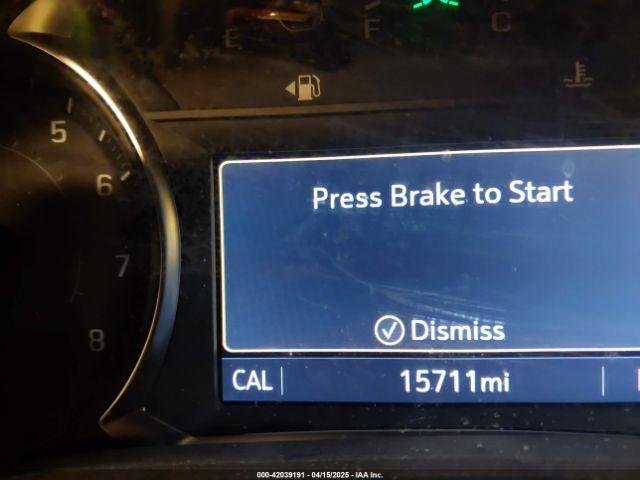 E F C
5
6
7
8
Press Brake to Start
Dismiss
CAL 15711mi
000-42039191 - 04/15/2025 - IAA Inc.